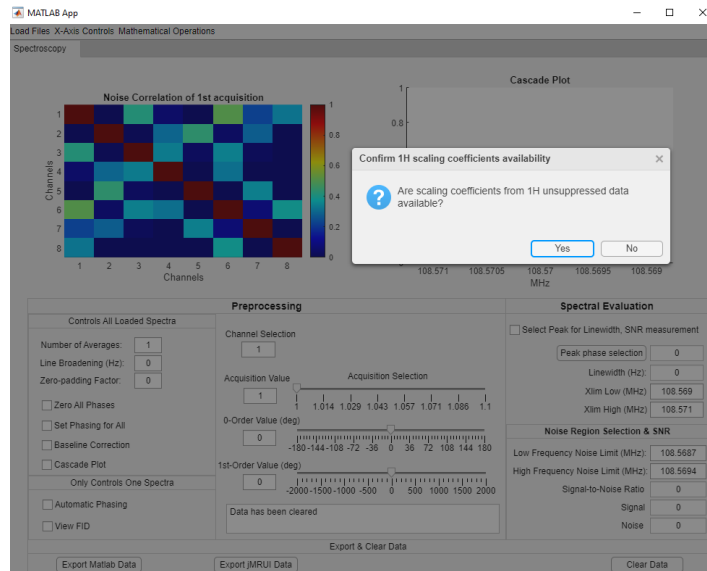 MATLAB App
Load Files X-Axis Controls Mathematical Operations
Spectroscopy
Noise Correlation of 1st acquisition
Channels
1
2
3
4
5
6
7
8
1 2 3 4 5 6 7 8
Channels
1
0.8
0.6
0.4
0.2
0
Cascade Plot
1
0.8
108.571 108.5705 108.57 108.5695 108.569
MHz
Confirm 1H scaling coefficients availability
Are scaling coefficients from 1H unsuppressed data
available?
Yes No
Preprocessing
Controls All Loaded Spectra
Number of Averages: 1
Line Broadening (Hz): 0
Zero-padding Factor: 0
Zero All Phases
Set Phasing for All
Baseline Correction
Cascade Plot
Only Controls One Spectra
Automatic Phasing
View FID
Channel Selection
1
Acquisition Value Acquisition Selection
1
1 1.014 1.029 1.043 1.057 1.071 1.086 1.1
0-Order Value (deg)
0
-180 -144 -108 -72 -36 0 36 72 108 144 180
1st-Order Value (deg)
0
-2000 -1500 -1000 -500 0 500 1000 1500 2000
Data has been cleared
Spectral Evaluation
Select Peak for Linewidth, SNR measurement
Peak phase selection 0
Linewidth (Hz): 0
Xlim Low (MHz) 108.569
Xlim High (MHz) 108.571
Noise Region Selection & SNR
Low Frequency Noise Limit (MHz): 108.5687
High Frequency Noise Limit (MHz): 108.5694
Signal-to-Noise Ratio 0
Signal 0
Noise 0
Export & Clear Data
Export Matlab Data Export jMRUI Data Clear Data